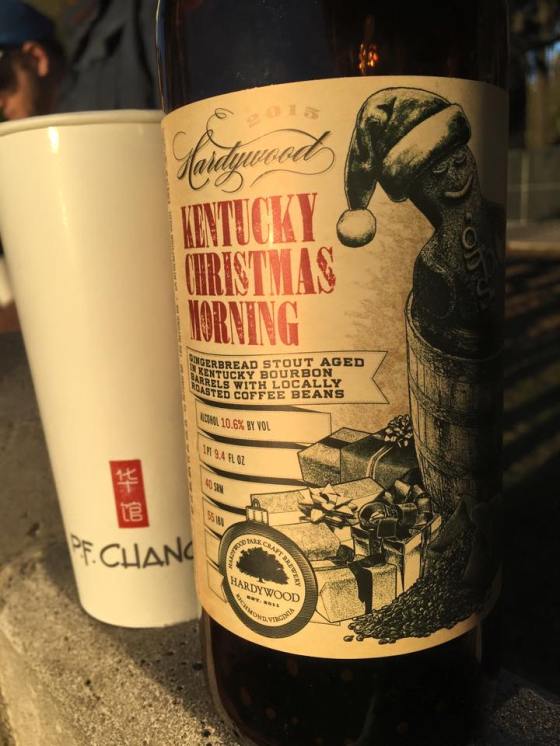 2015
Hardywood
KENTUCKY
CHRISTMAS
MORNING
GINGERBREAD STOUT AGED
IN KENTUCKY BOURBON
BARRELS WITH LOCALLY
ROASTED COFFEE BEANS
ALCOHOL 10.6% BY VOL
1 PT 9.4 FL OZ
40 SRM
55 IBU
HARDYWOOD PARK CRAFT BREWERY
HARDYWOOD
EST. 2011
RICHMOND, VIRGINIA
华
馆
P.F. CHANG